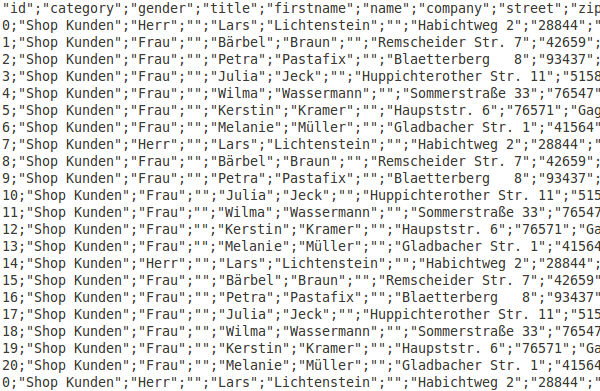 "id";"category";"gender";"title";"firstname";"name";"company";"street";"zip
0;"Shop Kunden";"Herr";"";"Lars";"Lichtenstein";"";"Habichtweg 2";"28844";"
1;"Shop Kunden";"Frau";"";"Bärbel";"Braun";"";"Remscheider Str. 7";"42659";
2;"Shop Kunden";"Frau";"";"Petra";"Pastafix";"";"Blaetterberg   8";"93437";
3;"Shop Kunden";"Frau";"";"Julia";"Jeck";"";"Huppichterother Str. 11";"5158
4;"Shop Kunden";"Frau";"";"Wilma";"Wassermann";"";"Sommerstraße 33";"76547"
5;"Shop Kunden";"Frau";"";"Kerstin";"Kramer";"";"Haupststr. 6";"76571";"Gag
6;"Shop Kunden";"Frau";"";"Melanie";"Müller";"";"Gladbacher Str. 1";"41564"
7;"Shop Kunden";"Herr";"";"Lars";"Lichtenstein";"";"Habichtweg 2";"28844";"
8;"Shop Kunden";"Frau";"";"Bärbel";"Braun";"";"Remscheider Str. 7";"42659";
9;"Shop Kunden";"Frau";"";"Petra";"Pastafix";"";"Blaetterberg   8";"93437";
10;"Shop Kunden";"Frau";"";"Julia";"Jeck";"";"Huppichterother Str. 11";"515
11;"Shop Kunden";"Frau";"";"Wilma";"Wassermann";"";"Sommerstraße 33";"76547
12;"Shop Kunden";"Frau";"";"Kerstin";"Kramer";"";"Haupststr. 6";"76571";"Ga
13;"Shop Kunden";"Frau";"";"Melanie";"Müller";"";"Gladbacher Str. 1";"41564
14;"Shop Kunden";"Herr";"";"Lars";"Lichtenstein";"";"Habichtweg 2";"28844";
15;"Shop Kunden";"Frau";"";"Bärbel";"Braun";"";"Remscheider Str. 7";"42659"
16;"Shop Kunden";"Frau";"";"Petra";"Pastafix";"";"Blaetterberg   8";"93437"
17;"Shop Kunden";"Frau";"";"Julia";"Jeck";"";"Huppichterother Str. 11";"515
18;"Shop Kunden";"Frau";"";"Wilma";"Wassermann";"";"Sommerstraße 33";"76547
19;"Shop Kunden";"Frau";"";"Kerstin";"Kramer";"";"Haupststr. 6";"76571";"Ga
20;"Shop Kunden";"Frau";"";"Melanie";"Müller";"";"Gladbacher Str. 1";"41564
0;"Shop Kunden";"Herr";"";"Lars";"Lichtenstein";"";"Habichtweg 2";"28844";"